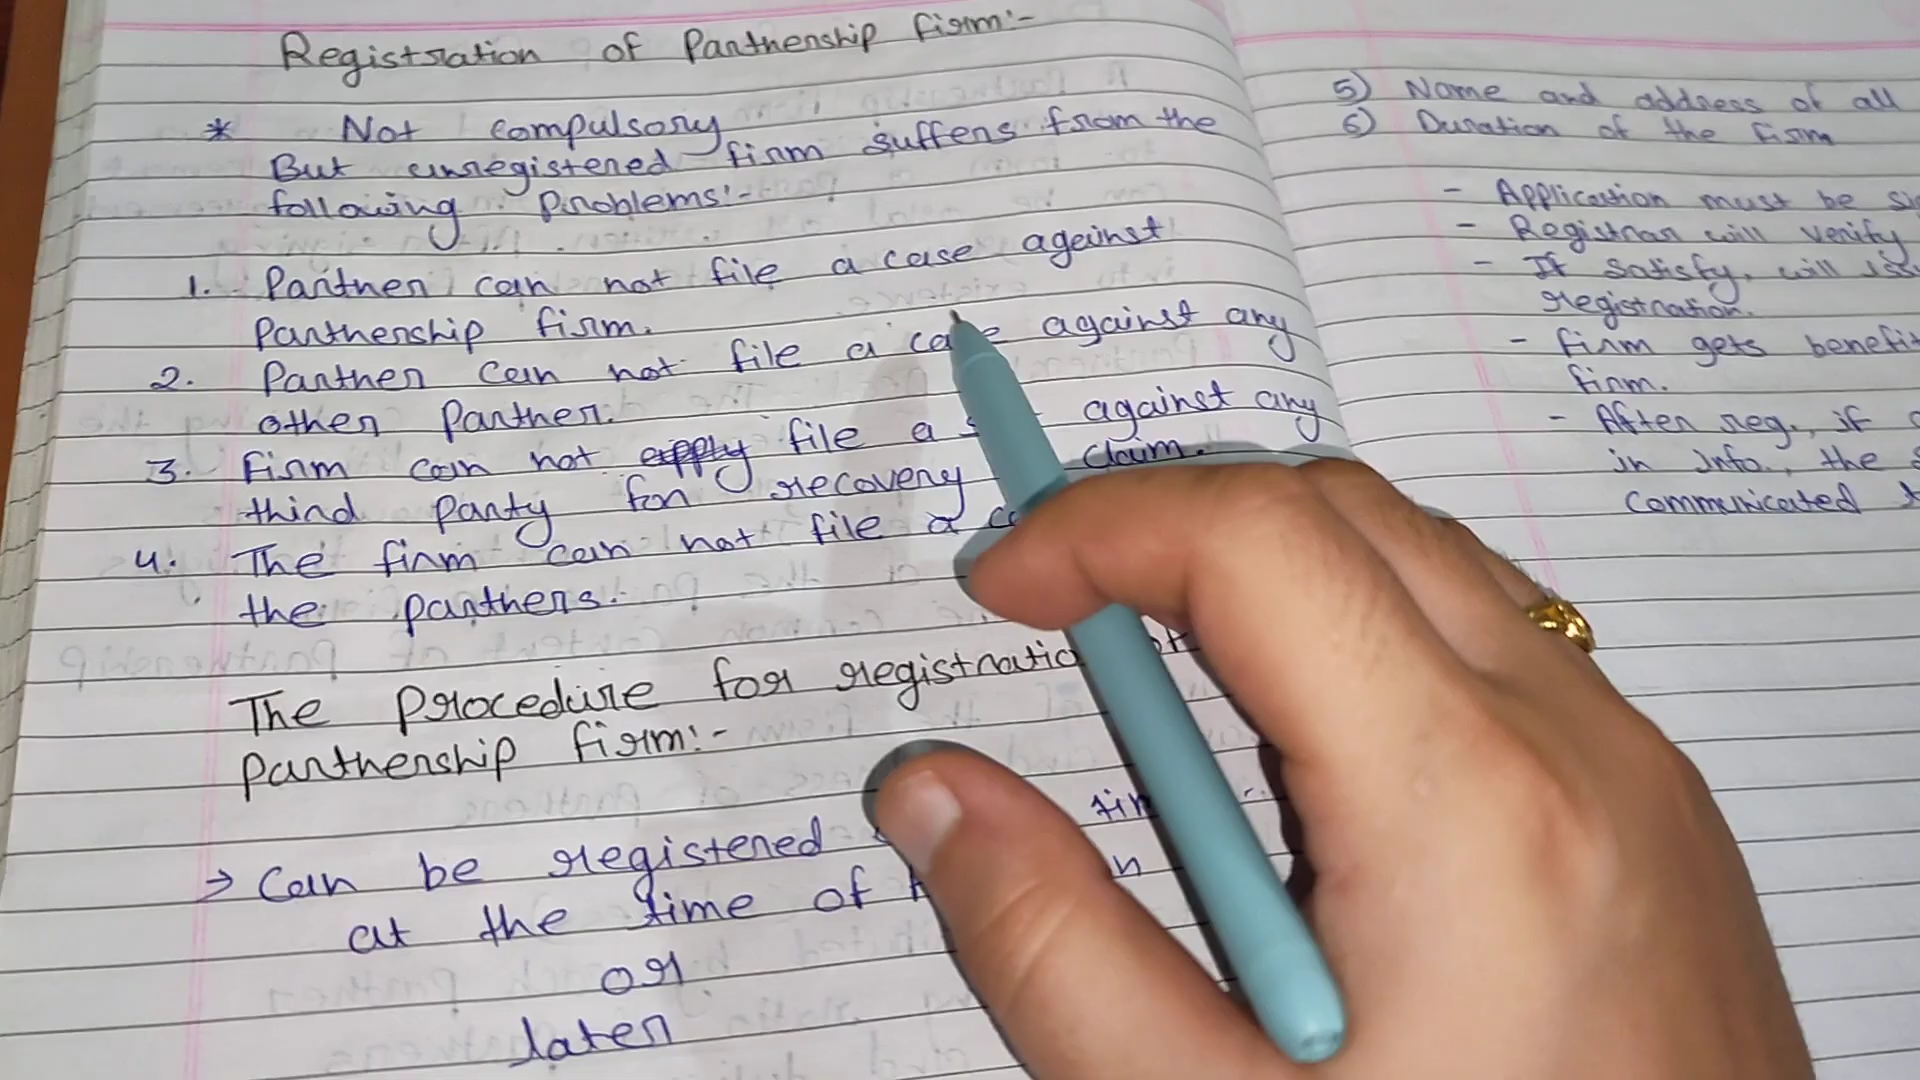 Registration of Partnership firm:-
* Not compulsory
But unregistered firm suffers from the
following problems:-
1. Partner can not file a case against
Partnership firm.
2. Partner can not file a case against any
other Partner.
3. Firm can not file a against any
third Party for recovery claim.
4. The firm can not file a
the partners.
The Procedure for registration of
partnership firm:-
→ Can be registered
at the time of
or
later
5) Name and address of all
6) Duration of the firm
- Application must be
- Registrar will verify
- If satisfy, will
registration.
- firm gets benefit
firm.
- After reg., if
in info., the
communicated